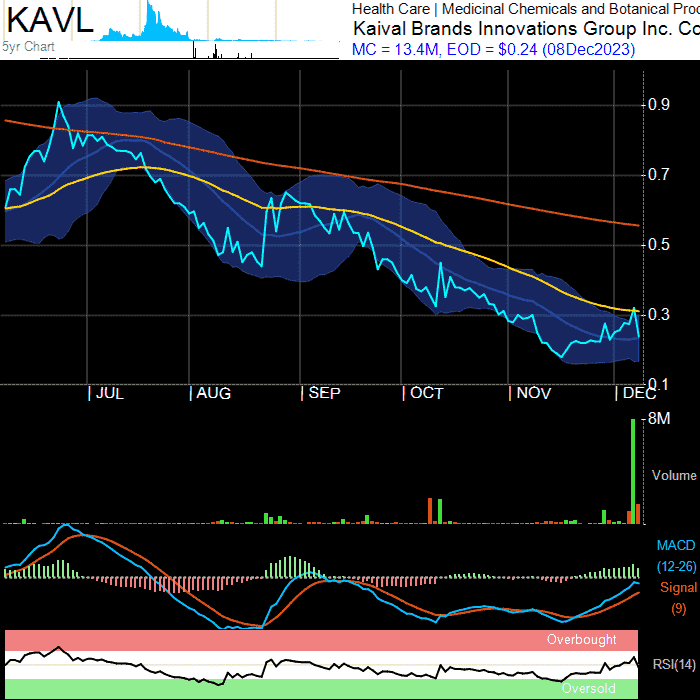 KAVL
5yr Chart
Health Care | Medicinal Chemicals and Botanical Proc
Kaival Brands Innovations Group Inc. Co
MC = 13.4M, EOD = $0.24 (08Dec2023)
0.9
0.7
0.5
0.3
0.1
| JUL | AUG | SEP | OCT | NOV | DEC
8M
Volume
MACD
(12-26)
Signal
(9)
Overbought
RSI(14)
Oversold